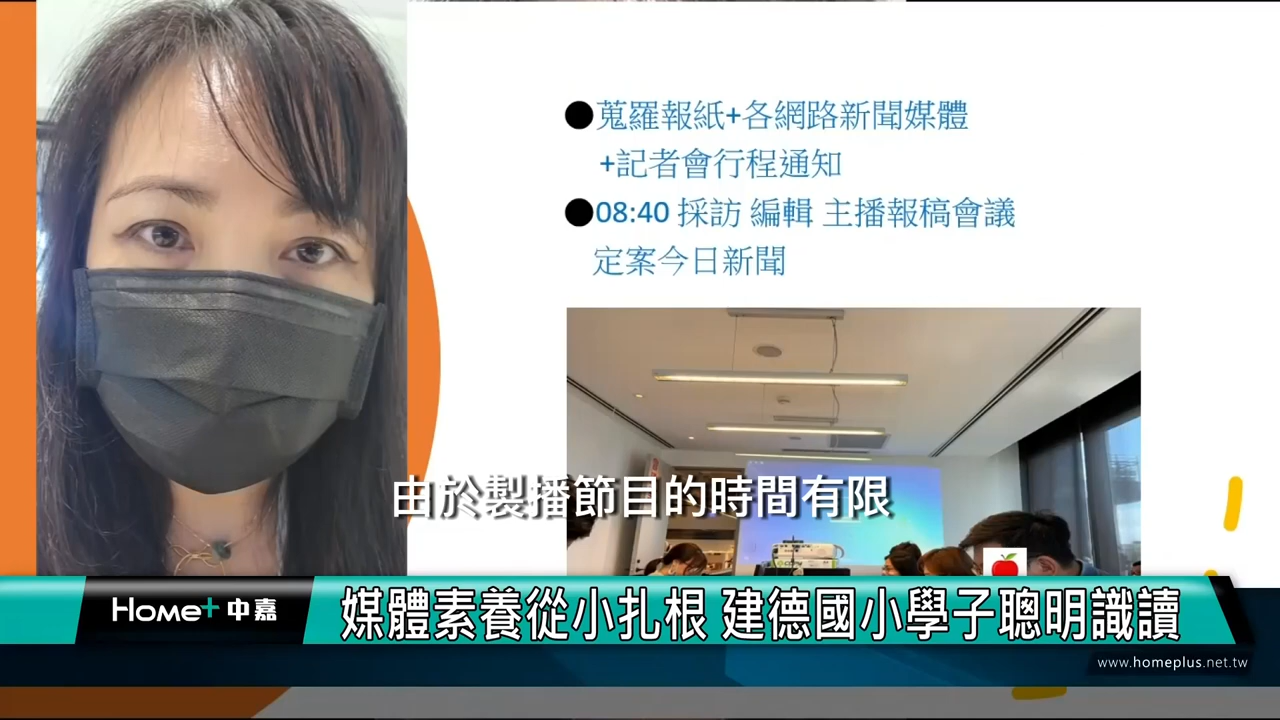 ●蒐羅報紙+各網路新聞媒體
+記者會行程通知
●08:40 採訪 編輯 主播報稿會議
定案今日新聞
由於製播節目的時間有限
Home+ 中嘉
媒體素養從小扎根 建德國小學子聰明識讀
www.homeplus.net.tw